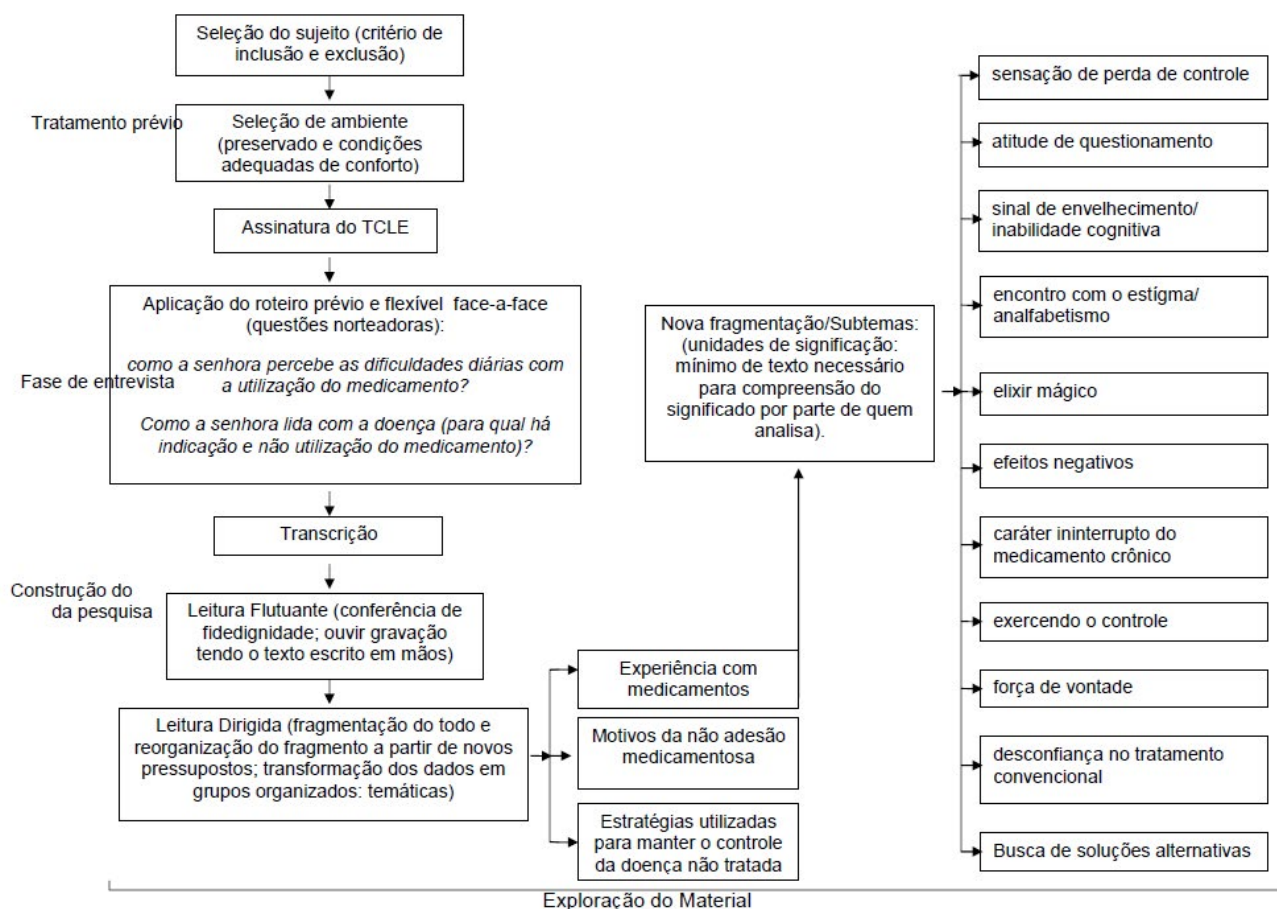 Seleção do sujeito (critério de
inclusão e exclusão)
Tratamento prévio
Seleção de ambiente
(preservado e condições
adequadas de conforto)
Assinatura do TCLE
Aplicação do roteiro prévio e flexível face-a-face
(questões norteadoras):
como a senhora percebe as dificuldades diárias com
a utilização do medicamento?
Fase de entrevista
Como a senhora lida com a doença (para qual há
indicação e não utilização do medicamento)?
Transcrição
Construção do
da pesquisa
Leitura Flutuante (conferência de
fidedignidade; ouvir gravação
tendo o texto escrito em mãos)
Leitura Dirigida (fragmentação do todo e
reorganização do fragmento a partir de novos
pressupostos; transformação dos dados em
grupos organizados: temáticas)
Experiência com
medicamentos
Motivos da não adesão
medicamentosa
Estratégias utilizadas
para manter o controle
da doença não tratada
Nova fragmentação/Subtemas:
(unidades de significação:
mínimo de texto necessário
para compreensão do
significado por parte de quem
analisa).
sensação de perda de controle
atitude de questionamento
sinal de envelhecimento/
inabilidade cognitiva
encontro com o estígma/
analfabetismo
elixir mágico
efeitos negativos
caráter ininterrupto do
medicamento crônico
exercendo o controle
força de vontade
desconfiança no tratamento
convencional
Busca de soluções alternativas
Exploração do Material